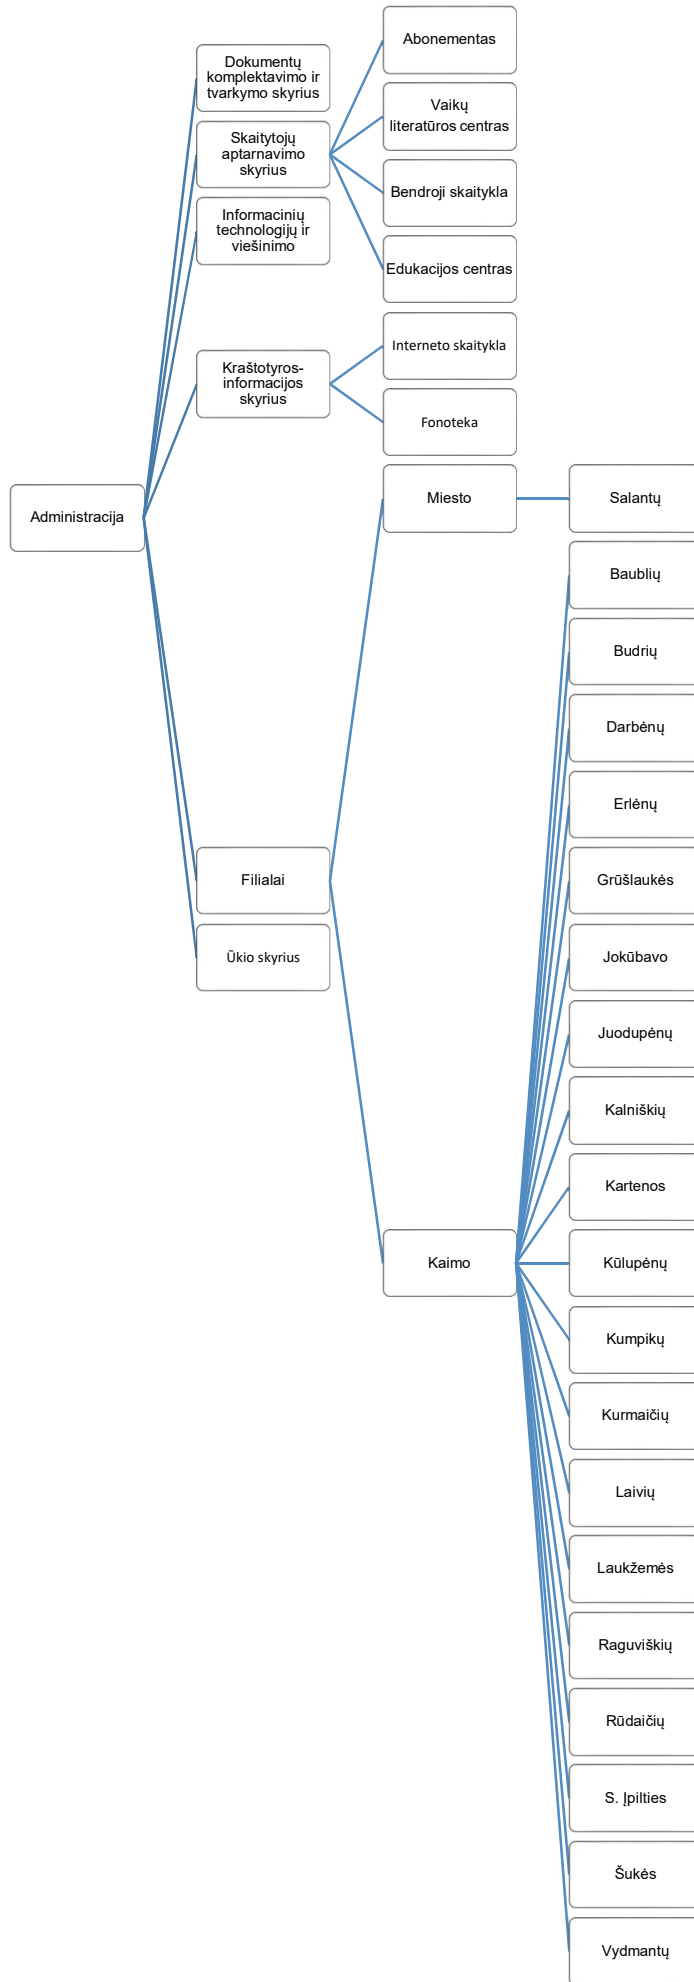 Abonementas
Dokumentų
komplektavimo ir
tvarkymo skyrius
Vaikų
literatūros centras
Skaitytojų
aptarnavimo
skyrius
Bendroji skaitykla
Informacinių
technologijų ir
viešinimo
Edukacijos centras
Interneto skaitykla
Kraštotyros-
informacijos
skyrius
Fonoteka
Administracija
Miesto
Salantų
Baublių
Budrių
Darbėnų
Erlėnų
Filialai
Grūšlaukės
Ūkio skyrius
Jokūbavo
Juodupėnų
Kalniškių
Kartenos
Kaimo
Kūlupėnų
Kumpikų
Kurmaičių
Laivių
Laukžemės
Raguviškių
Rūdaičių
S. Įpilties
Šukės
Vydmantų